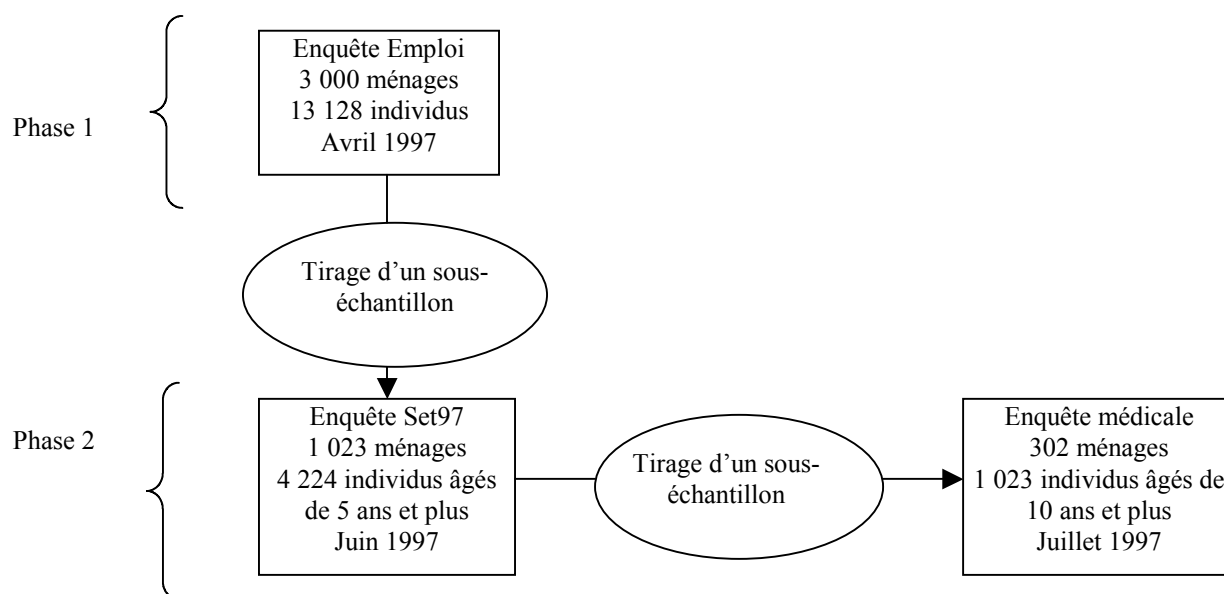 Phase 1
Enquête Emploi
3 000 ménages
13 128 individus
Avril 1997
Tirage d’un sous-
échantillon
Phase 2
Enquête Set97
1 023 ménages
4 224 individus âgés
de 5 ans et plus
Juin 1997
Tirage d’un sous-
échantillon
Enquête médicale
302 ménages
1 023 individus âgés de
10 ans et plus
Juillet 1997